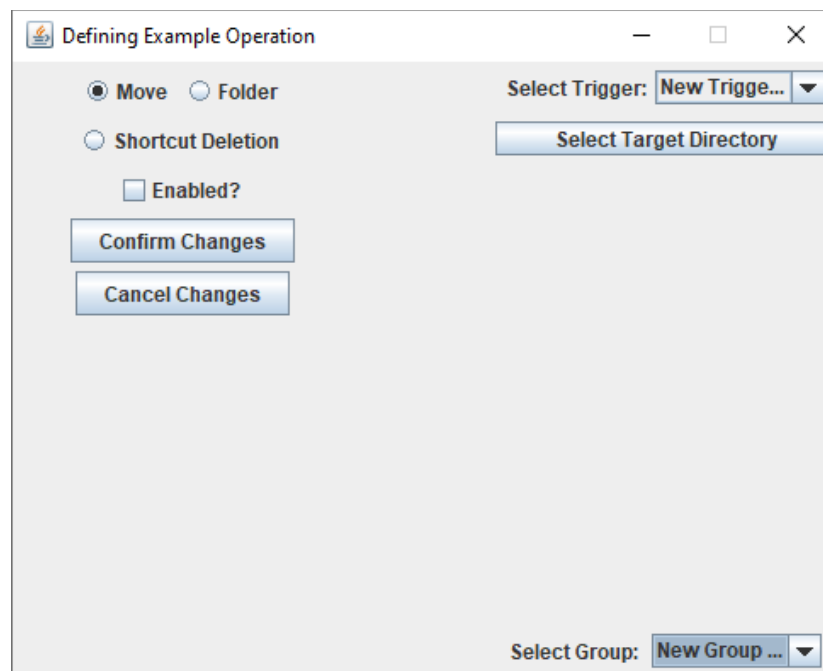 Defining Example Operation
Move Folder
Select Trigger: New Trigge...
Shortcut Deletion
Select Target Directory
Enabled?
Confirm Changes
Cancel Changes
Select Group: New Group ...